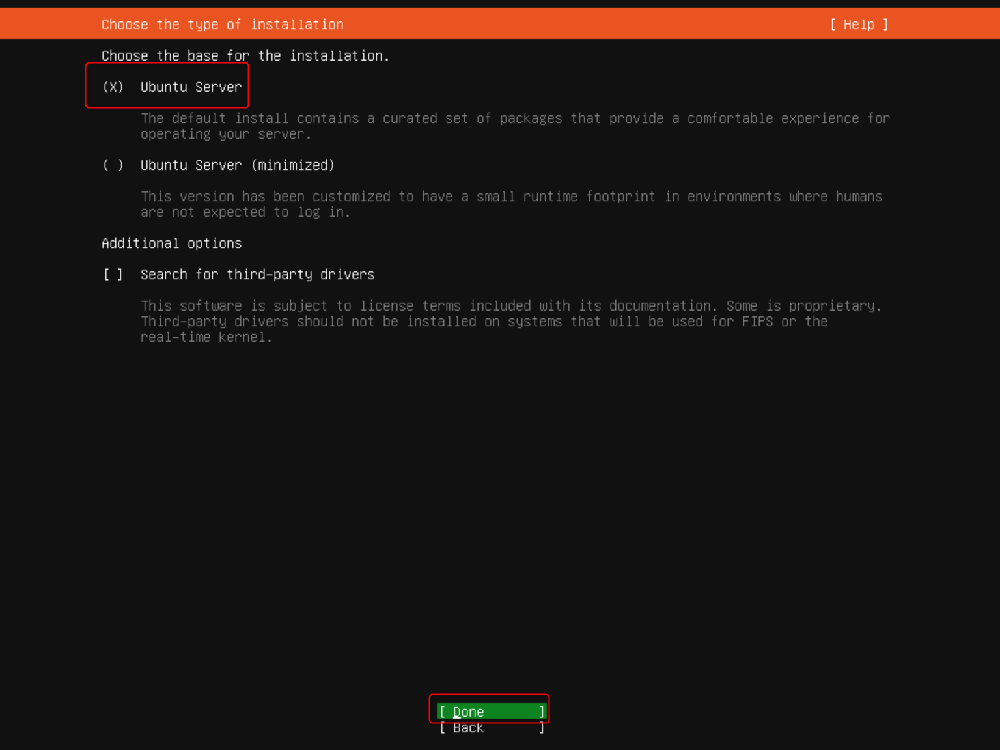 Choose the type of installation [ Help ]
Choose the base for the installation.
(X) Ubuntu Server
The default install contains a curated set of packages that provide a comfortable experience for
operating your server.
( ) Ubuntu Server (minimized)
This version has been customized to have a small runtime footprint in environments where humans
are not expected to log in.
Additional options
[ ] Search for third-party drivers
This software is subject to license terms included with its documentation. Some is proprietary.
Third-party drivers should not be installed on systems that will be used for FIPS or the
real-time kernel.
[ Done ]
[ Back ]